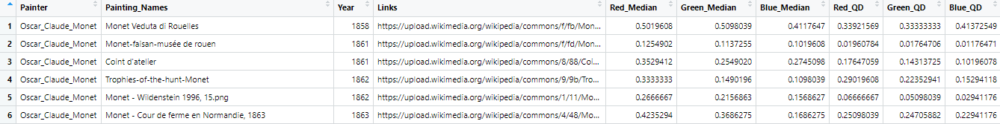 Painter Painting_Names Year Links Red_Median Green_Median Blue_Median Red_QD Green_QD Blue_QD
1 Oscar_Claude_Monet Monet Veduta di Rouelles 1858 https://upload.wikimedia.org/wikipedia/commons/f/fb/Mon... 0.5019608 0.5098039 0.4117647 0.33921569 0.33333333 0.41372549
2 Oscar_Claude_Monet Monet-faisan-musée de rouen 1861 https://upload.wikimedia.org/wikipedia/commons/f/fd/Mon... 0.1254902 0.1137255 0.1019608 0.01960784 0.01764706 0.01176471
3 Oscar_Claude_Monet Coint d'atelier 1861 https://upload.wikimedia.org/wikipedia/commons/8/88/Coi... 0.3529412 0.2549020 0.2745098 0.17647059 0.14313725 0.10196078
4 Oscar_Claude_Monet Trophies-of-the-hunt-Monet 1862 https://upload.wikimedia.org/wikipedia/commons/9/9b/Tro... 0.3333333 0.1490196 0.1098039 0.29019608 0.22352941 0.15294118
5 Oscar_Claude_Monet Monet - Wildenstein 1996, 15.png 1862 https://upload.wikimedia.org/wikipedia/commons/1/11/Mo... 0.2666667 0.2156863 0.1568627 0.06666667 0.05098039 0.02941176
6 Oscar_Claude_Monet Monet - Cour de ferme en Normandie, 1863 1863 https://upload.wikimedia.org/wikipedia/commons/4/48/Mo... 0.4235294 0.3686275 0.1686275 0.25098039 0.24705882 0.22941176